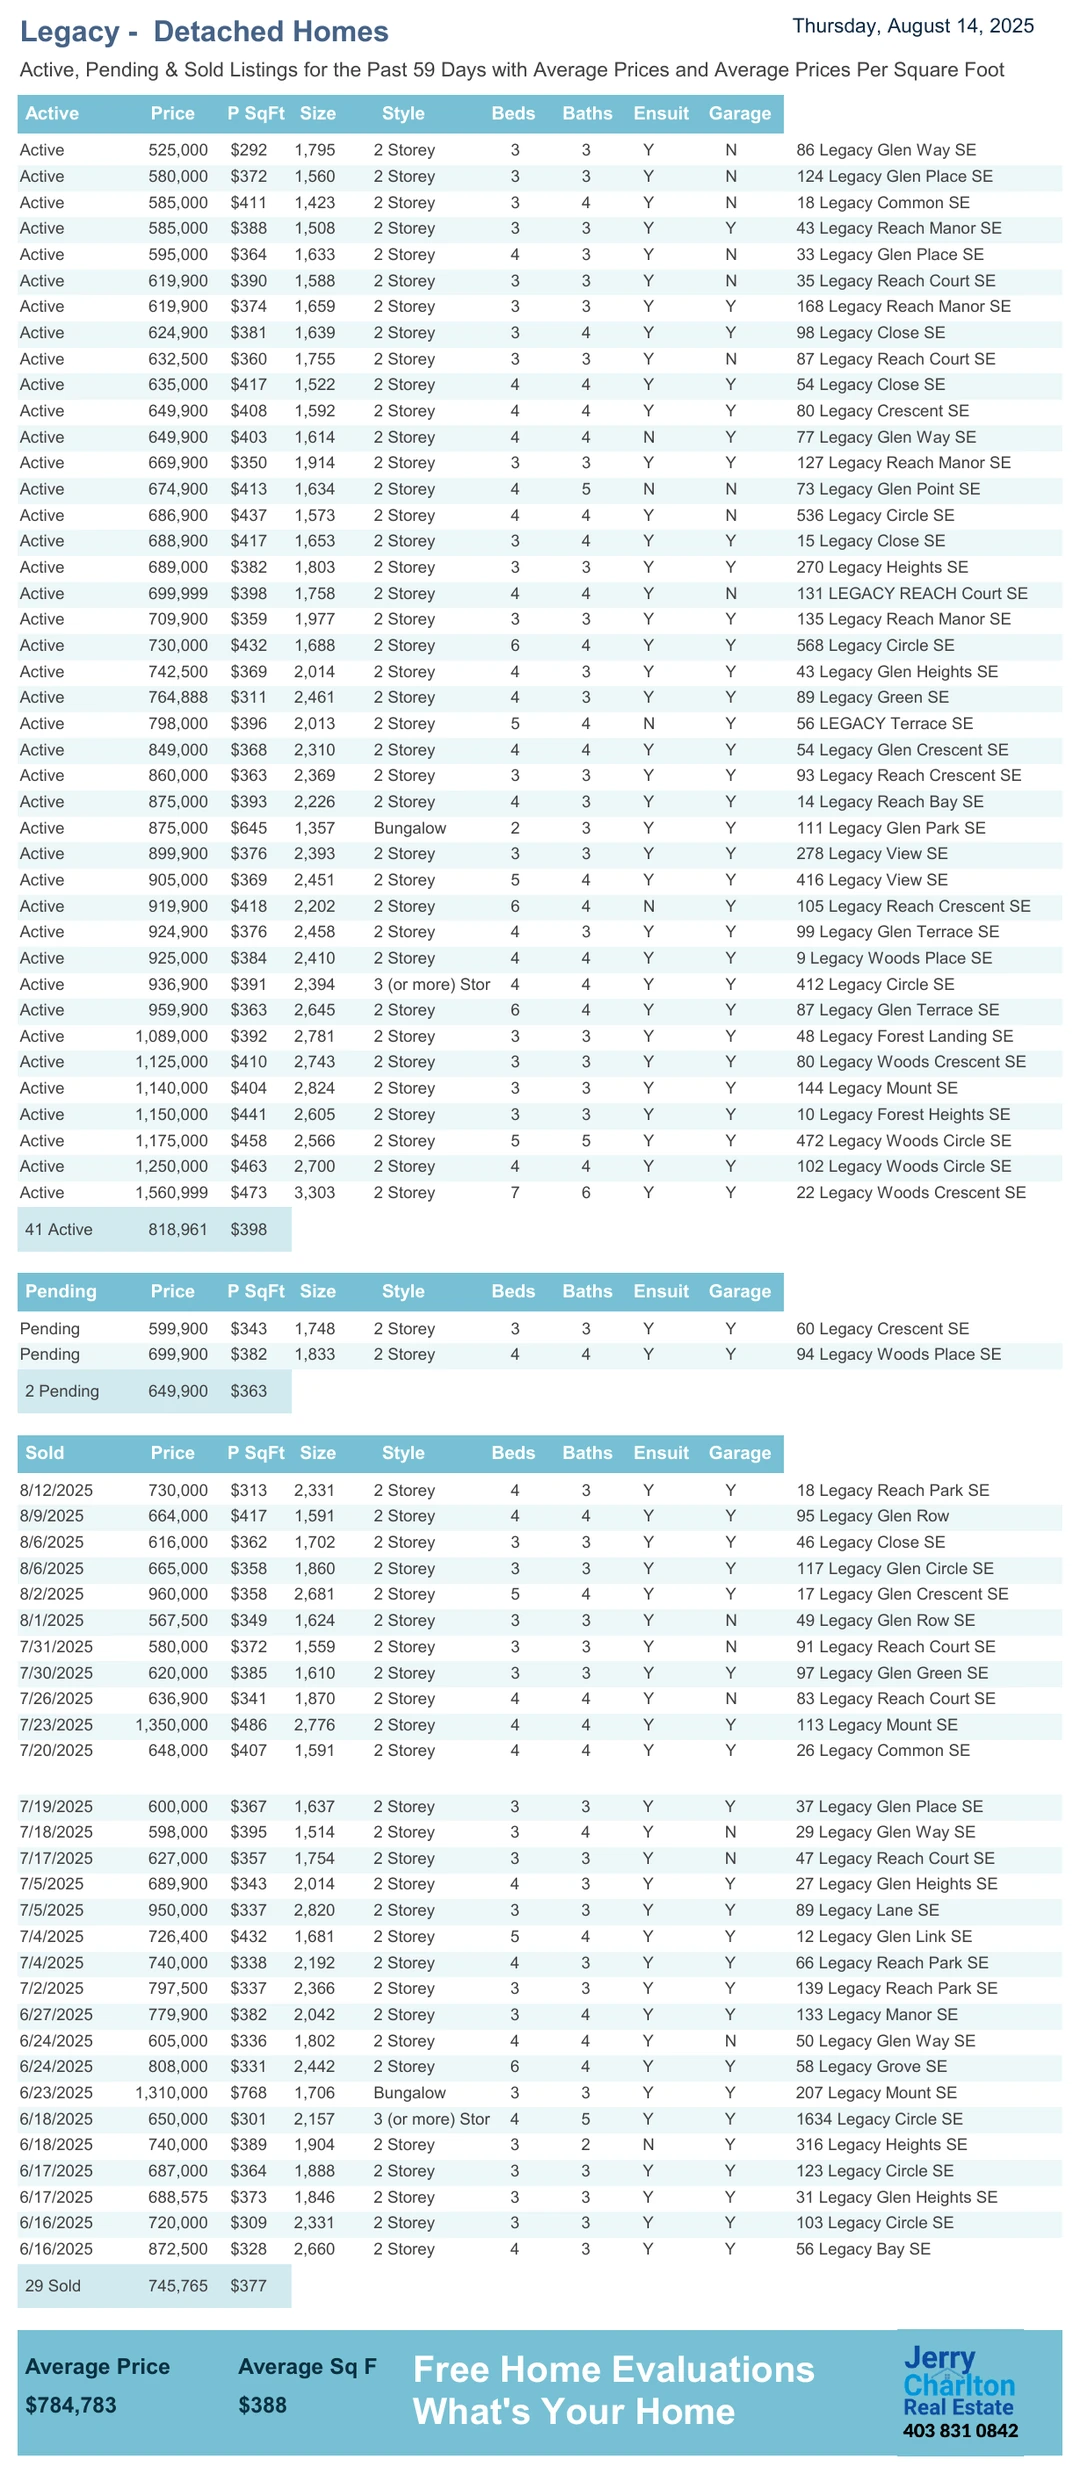 Legacy -  Detached Homes
Thursday, August 14, 2025
Active, Pending & Sold Listings for the Past 59 Days with Average Prices and Average Prices Per Square Foot
Active Price P SqFt Size Style Beds Baths Ensuit Garage
Active 525,000 $292 1,795 2 Storey 3 3 Y N 86 Legacy Glen Way SE
Active 580,000 $372 1,560 2 Storey 3 3 Y N 124 Legacy Glen Place SE
Active 585,000 $411 1,423 2 Storey 3 4 Y N 18 Legacy Common SE
Active 585,000 $388 1,508 2 Storey 3 3 Y Y 43 Legacy Reach Manor SE
Active 595,000 $364 1,633 2 Storey 4 3 Y N 33 Legacy Glen Place SE
Active 619,900 $390 1,588 2 Storey 3 3 Y N 35 Legacy Reach Court SE
Active 619,900 $374 1,659 2 Storey 3 3 Y Y 168 Legacy Reach Manor SE
Active 624,900 $381 1,639 2 Storey 3 4 Y Y 98 Legacy Close SE
Active 632,500 $360 1,755 2 Storey 3 3 Y N 87 Legacy Reach Court SE
Active 635,000 $417 1,522 2 Storey 4 4 Y Y 54 Legacy Close SE
Active 649,900 $408 1,592 2 Storey 4 4 Y Y 80 Legacy Crescent SE
Active 649,900 $403 1,614 2 Storey 4 4 N Y 77 Legacy Glen Way SE
Active 669,900 $350 1,914 2 Storey 3 3 Y Y 127 Legacy Reach Manor SE
Active 674,900 $413 1,634 2 Storey 4 5 N N 73 Legacy Glen Point SE
Active 686,900 $437 1,573 2 Storey 4 4 Y N 536 Legacy Circle SE
Active 688,900 $417 1,653 2 Storey 3 4 Y Y 15 Legacy Close SE
Active 689,000 $382 1,803 2 Storey 3 3 Y Y 270 Legacy Heights SE
Active 699,999 $398 1,758 2 Storey 4 4 Y N 131 LEGACY REACH Court SE
Active 709,900 $359 1,977 2 Storey 3 3 Y Y 135 Legacy Reach Manor SE
Active 730,000 $432 1,688 2 Storey 6 4 Y Y 568 Legacy Circle SE
Active 742,500 $369 2,014 2 Storey 4 3 Y Y 43 Legacy Glen Heights SE
Active 764,888 $311 2,461 2 Storey 4 3 Y Y 89 Legacy Green SE
Active 798,000 $396 2,013 2 Storey 5 4 N Y 56 LEGACY Terrace SE
Active 849,000 $368 2,310 2 Storey 4 4 Y Y 54 Legacy Glen Crescent SE
Active 860,000 $363 2,369 2 Storey 3 3 Y Y 93 Legacy Reach Crescent SE
Active 875,000 $393 2,226 2 Storey 4 3 Y Y 14 Legacy Reach Bay SE
Active 875,000 $645 1,357 Bungalow 2 3 Y Y 111 Legacy Glen Park SE
Active 899,900 $376 2,393 2 Storey 3 3 Y Y 278 Legacy View SE
Active 905,000 $369 2,451 2 Storey 5 4 Y Y 416 Legacy View SE
Active 919,900 $418 2,202 2 Storey 6 4 N Y 105 Legacy Reach Crescent SE
Active 924,900 $376 2,458 2 Storey 4 3 Y Y 99 Legacy Glen Terrace SE
Active 925,000 $384 2,410 2 Storey 4 4 Y Y 9 Legacy Woods Place SE
Active 936,900 $391 2,394 3 (or more) Stor 4 4 Y Y 412 Legacy Circle SE
Active 959,900 $363 2,645 2 Storey 6 4 Y Y 87 Legacy Glen Terrace SE
Active 1,089,000 $392 2,781 2 Storey 3 3 Y Y 48 Legacy Forest Landing SE
Active 1,125,000 $410 2,743 2 Storey 3 3 Y Y 80 Legacy Woods Crescent SE
Active 1,140,000 $404 2,824 2 Storey 3 3 Y Y 144 Legacy Mount SE
Active 1,150,000 $441 2,605 2 Storey 3 3 Y Y 10 Legacy Forest Heights SE
Active 1,175,000 $458 2,566 2 Storey 5 5 Y Y 472 Legacy Woods Circle SE
Active 1,250,000 $463 2,700 2 Storey 4 4 Y Y 102 Legacy Woods Circle SE
Active 1,560,999 $473 3,303 2 Storey 7 6 Y Y 22 Legacy Woods Crescent SE
41 Active 818,961 $398
Pending Price P SqFt Size Style Beds Baths Ensuit Garage
Pending 599,900 $343 1,748 2 Storey 3 3 Y Y 60 Legacy Crescent SE
Pending 699,900 $382 1,833 2 Storey 4 4 Y Y 94 Legacy Woods Place SE
2 Pending 649,900 $363
Sold Price P SqFt Size Style Beds Baths Ensuit Garage
8/12/2025 730,000 $313 2,331 2 Storey 4 3 Y Y 18 Legacy Reach Park SE
8/9/2025 664,000 $417 1,591 2 Storey 4 4 Y Y 95 Legacy Glen Row
8/6/2025 616,000 $362 1,702 2 Storey 3 3 Y Y 46 Legacy Close SE
8/6/2025 665,000 $358 1,860 2 Storey 3 3 Y Y 117 Legacy Glen Circle SE
8/2/2025 960,000 $358 2,681 2 Storey 5 4 Y Y 17 Legacy Glen Crescent SE
8/1/2025 567,500 $349 1,624 2 Storey 3 3 Y N 49 Legacy Glen Row SE
7/31/2025 580,000 $372 1,559 2 Storey 3 3 Y N 91 Legacy Reach Court SE
7/30/2025 620,000 $385 1,610 2 Storey 3 3 Y Y 97 Legacy Glen Green SE
7/26/2025 636,900 $341 1,870 2 Storey 4 4 Y N 83 Legacy Reach Court SE
7/23/2025 1,350,000 $486 2,776 2 Storey 4 4 Y Y 113 Legacy Mount SE
7/20/2025 648,000 $407 1,591 2 Storey 4 4 Y Y 26 Legacy Common SE
7/19/2025 600,000 $367 1,637 2 Storey 3 3 Y Y 37 Legacy Glen Place SE
7/18/2025 598,000 $395 1,514 2 Storey 3 4 Y N 29 Legacy Glen Way SE
7/17/2025 627,000 $357 1,754 2 Storey 3 3 Y N 47 Legacy Reach Court SE
7/5/2025 689,900 $343 2,014 2 Storey 4 3 Y Y 27 Legacy Glen Heights SE
7/5/2025 950,000 $337 2,820 2 Storey 3 3 Y Y 89 Legacy Lane SE
7/4/2025 726,400 $432 1,681 2 Storey 5 4 Y Y 12 Legacy Glen Link SE
7/4/2025 740,000 $338 2,192 2 Storey 4 3 Y Y 66 Legacy Reach Park SE
7/2/2025 797,500 $337 2,366 2 Storey 3 3 Y Y 139 Legacy Reach Park SE
6/27/2025 779,900 $382 2,042 2 Storey 3 4 Y Y 133 Legacy Manor SE
6/24/2025 605,000 $336 1,802 2 Storey 4 4 Y N 50 Legacy Glen Way SE
6/24/2025 808,000 $331 2,442 2 Storey 6 4 Y Y 58 Legacy Grove SE
6/23/2025 1,310,000 $768 1,706 Bungalow 3 3 Y Y 207 Legacy Mount SE
6/18/2025 650,000 $301 2,157 3 (or more) Stor 4 5 Y Y 1634 Legacy Circle SE
6/18/2025 740,000 $389 1,904 2 Storey 3 2 N Y 316 Legacy Heights SE
6/17/2025 687,000 $364 1,888 2 Storey 3 3 Y Y 123 Legacy Circle SE
6/17/2025 688,575 $373 1,846 2 Storey 3 3 Y Y 31 Legacy Glen Heights SE
6/16/2025 720,000 $309 2,331 2 Storey 3 3 Y Y 103 Legacy Circle SE
6/16/2025 872,500 $328 2,660 2 Storey 4 3 Y Y 56 Legacy Bay SE
29 Sold 745,765 $377
Average Price Average Sq F
$784,783 $388
Free Home Evaluations
What's Your Home
Jerry
Charlton
Real Estate
403 831 0842